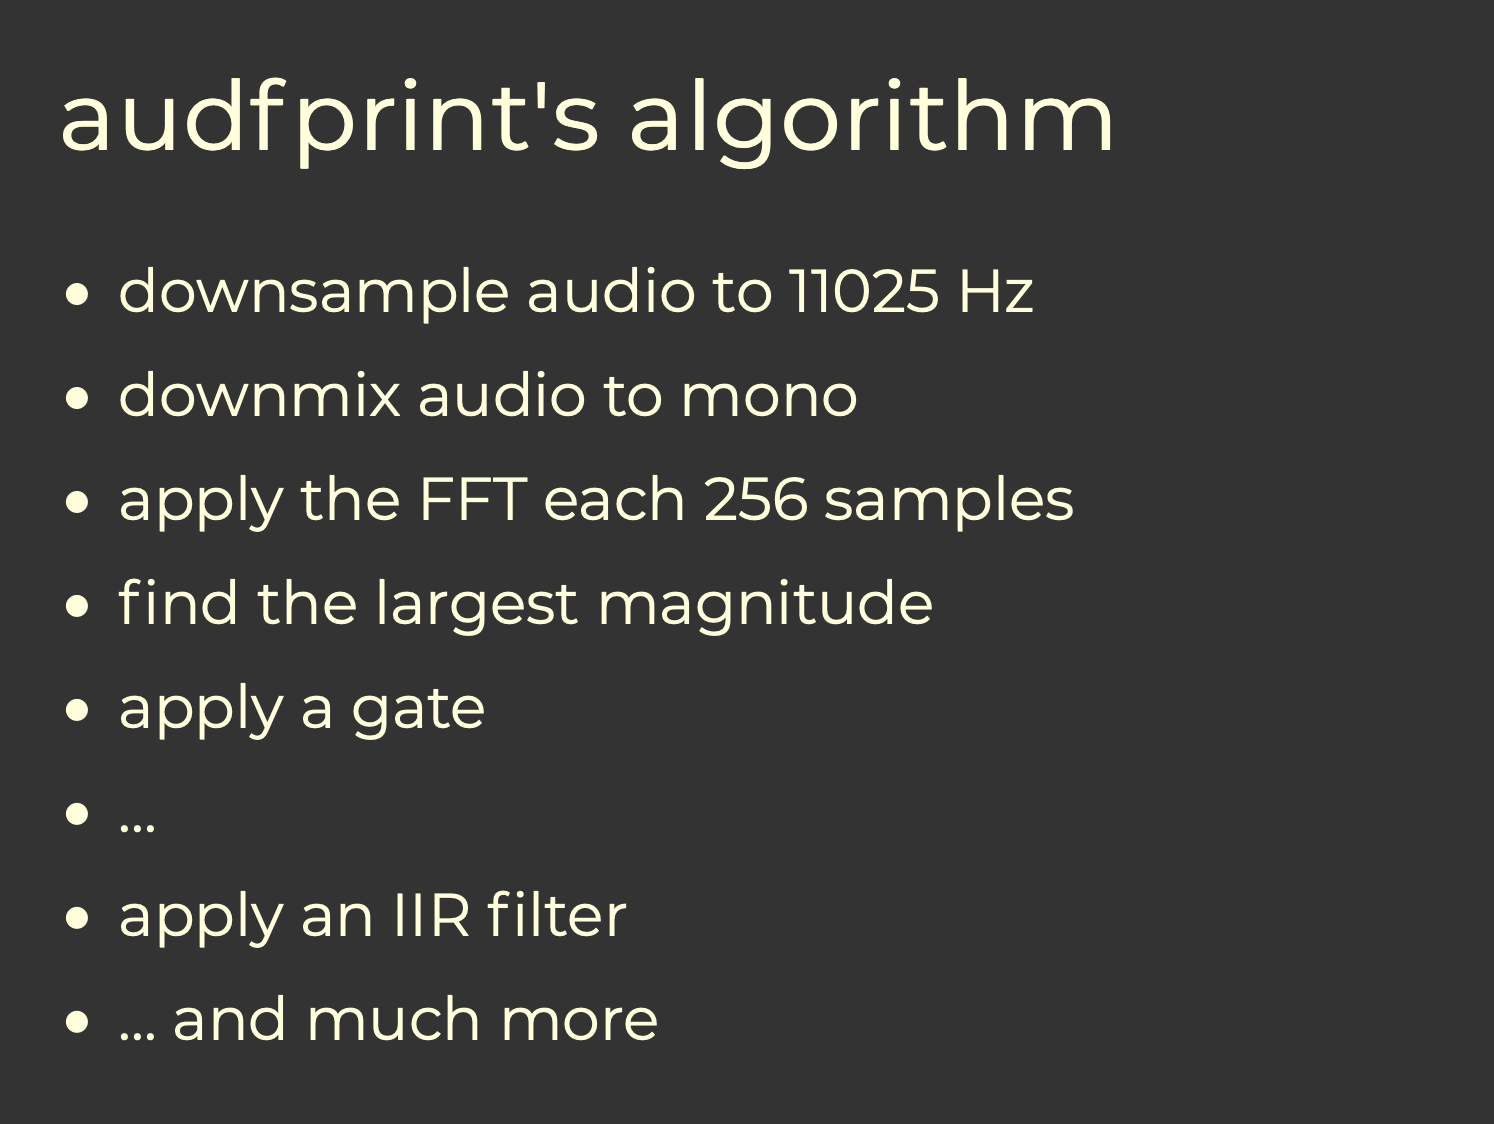 audfprint's algorithm
• downsample audio to 11025 Hz
• downmix audio to mono
• apply the FFT each 256 samples
• find the largest magnitude
• apply a gate
• ...
• apply an IIR filter
• ... and much more